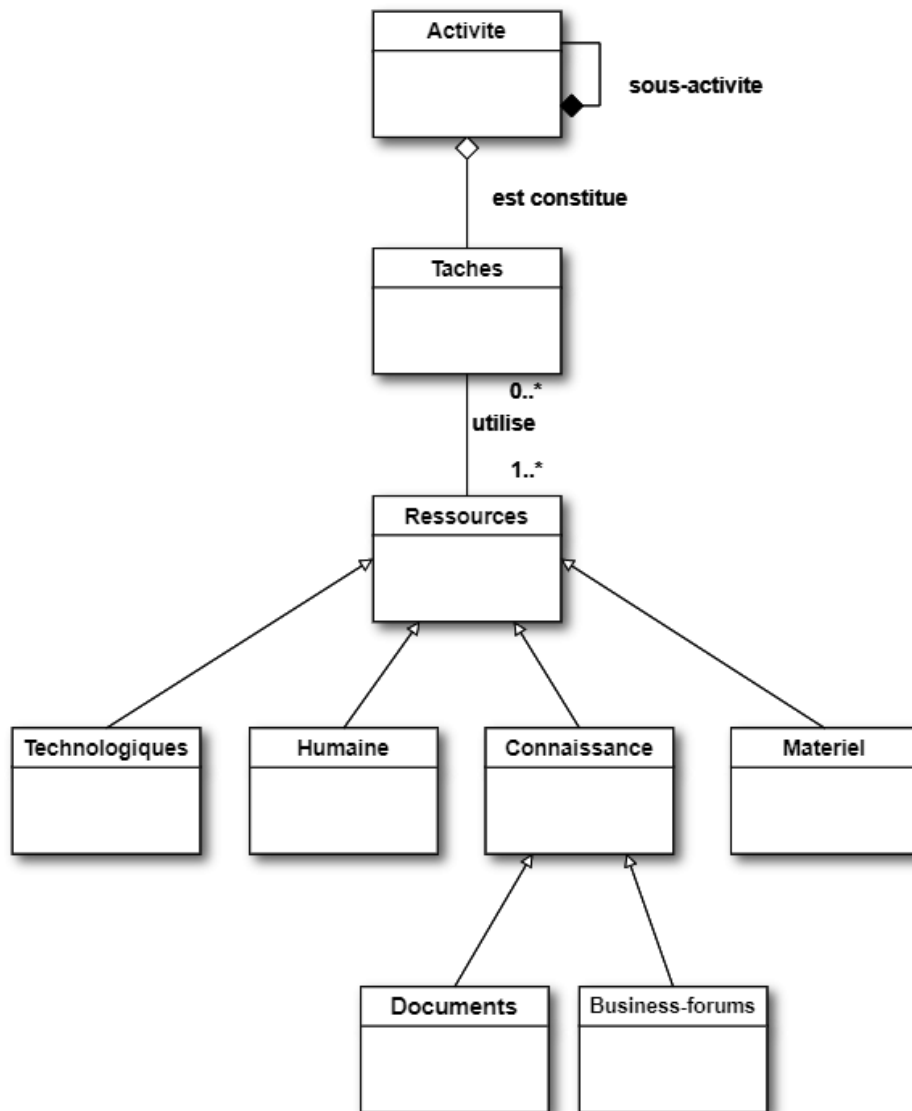 Activite
sous-activite
est constitue
Taches
0..*
utilise
1..*
Ressources
Technologiques
Humaine
Connaissance
Materiel
Documents
Business-forums